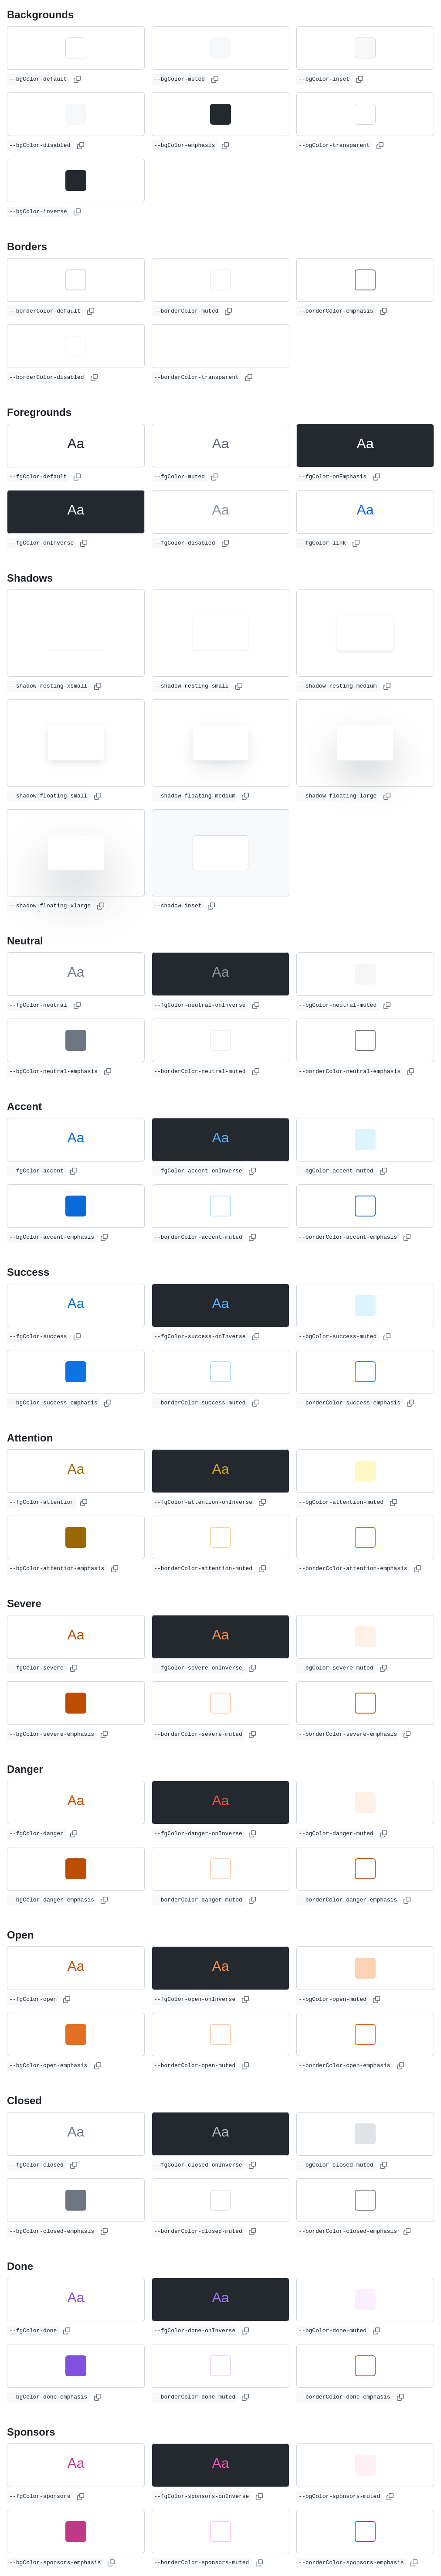 Backgrounds
--bgColor-default --bgColor-muted --bgColor-inset
--bgColor-disabled --bgColor-emphasis --bgColor-transparent
--bgColor-inverse
Borders
--borderColor-default --borderColor-muted --borderColor-emphasis
--borderColor-disabled --borderColor-transparent
Foregrounds
Aa Aa Aa
--fgColor-default --fgColor-muted --fgColor-onEmphasis
Aa Aa Aa
--fgColor-onInverse --fgColor-disabled --fgColor-link
Shadows
--shadow-resting-xsmall --shadow-resting-small --shadow-resting-medium
--shadow-floating-small --shadow-floating-medium --shadow-floating-large
--shadow-floating-xlarge --shadow-inset
Neutral
Aa Aa
--fgColor-neutral --fgColor-neutral-onInverse --bgColor-neutral-muted
--bgColor-neutral-emphasis --borderColor-neutral-muted --borderColor-neutral-emphasis
Accent
Aa Aa
--fgColor-accent --fgColor-accent-onInverse --bgColor-accent-muted
--bgColor-accent-emphasis --borderColor-accent-muted --borderColor-accent-emphasis
Success
Aa Aa
--fgColor-success --fgColor-success-onInverse --bgColor-success-muted
--bgColor-success-emphasis --borderColor-success-muted --borderColor-success-emphasis
Attention
Aa Aa
--fgColor-attention --fgColor-attention-onInverse --bgColor-attention-muted
--bgColor-attention-emphasis --borderColor-attention-muted --borderColor-attention-emphasis
Severe
Aa Aa
--fgColor-severe --fgColor-severe-onInverse --bgColor-severe-muted
--bgColor-severe-emphasis --borderColor-severe-muted --borderColor-severe-emphasis
Danger
Aa Aa
--fgColor-danger --fgColor-danger-onInverse --bgColor-danger-muted
--bgColor-danger-emphasis --borderColor-danger-muted --borderColor-danger-emphasis
Open
Aa Aa
--fgColor-open --fgColor-open-onInverse --bgColor-open-muted
--bgColor-open-emphasis --borderColor-open-muted --borderColor-open-emphasis
Closed
Aa Aa
--fgColor-closed --fgColor-closed-onInverse --bgColor-closed-muted
--bgColor-closed-emphasis --borderColor-closed-muted --borderColor-closed-emphasis
Done
Aa Aa
--fgColor-done --fgColor-done-onInverse --bgColor-done-muted
--bgColor-done-emphasis --borderColor-done-muted --borderColor-done-emphasis
Sponsors
Aa Aa
--fgColor-sponsors --fgColor-sponsors-onInverse --bgColor-sponsors-muted
--bgColor-sponsors-emphasis --borderColor-sponsors-muted --borderColor-sponsors-emphasis